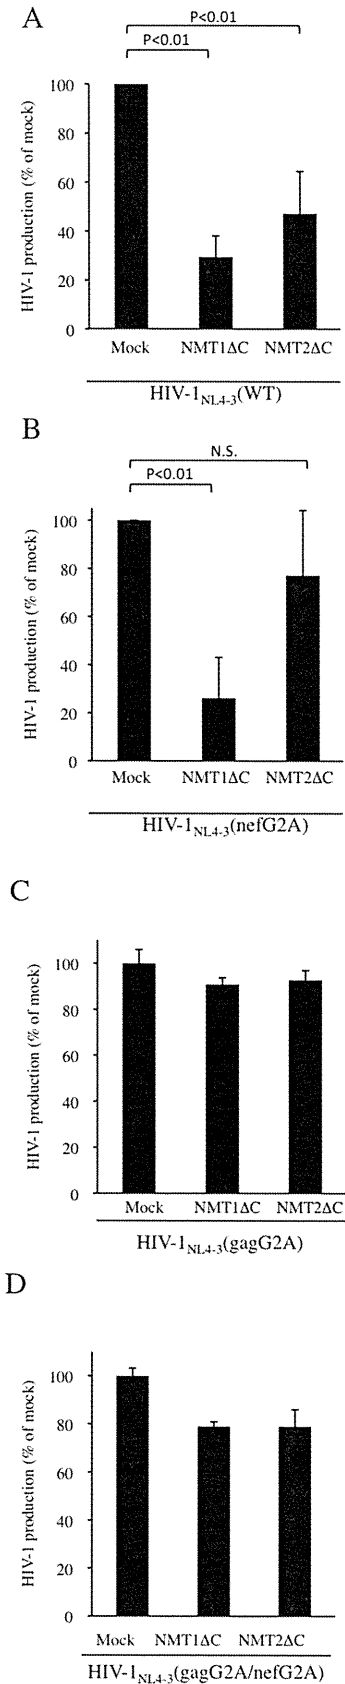 A
P<0.01
P<0.01
HIV-1 production (% of mock)
100
80
60
40
20
0
Mock NMT1ΔC NMT2ΔC
HIV-1NL4-3(WT)
B
N.S.
P<0.01
HIV-1 production (% of mock)
100
80
60
40
20
0
Mock NMT1ΔC NMT2ΔC
HIV-1NL4-3(nefG2A)
C
HIV-1 production (% of mock)
100
80
60
40
20
0
Mock NMT1ΔC NMT2ΔC
HIV-1NL4-3(gagG2A)
D
HIV-1 production (% of mock)
100
80
60
40
20
0
Mock NMT1ΔC NMT2ΔC
HIV-1NL4-3(gagG2A/nefG2A)